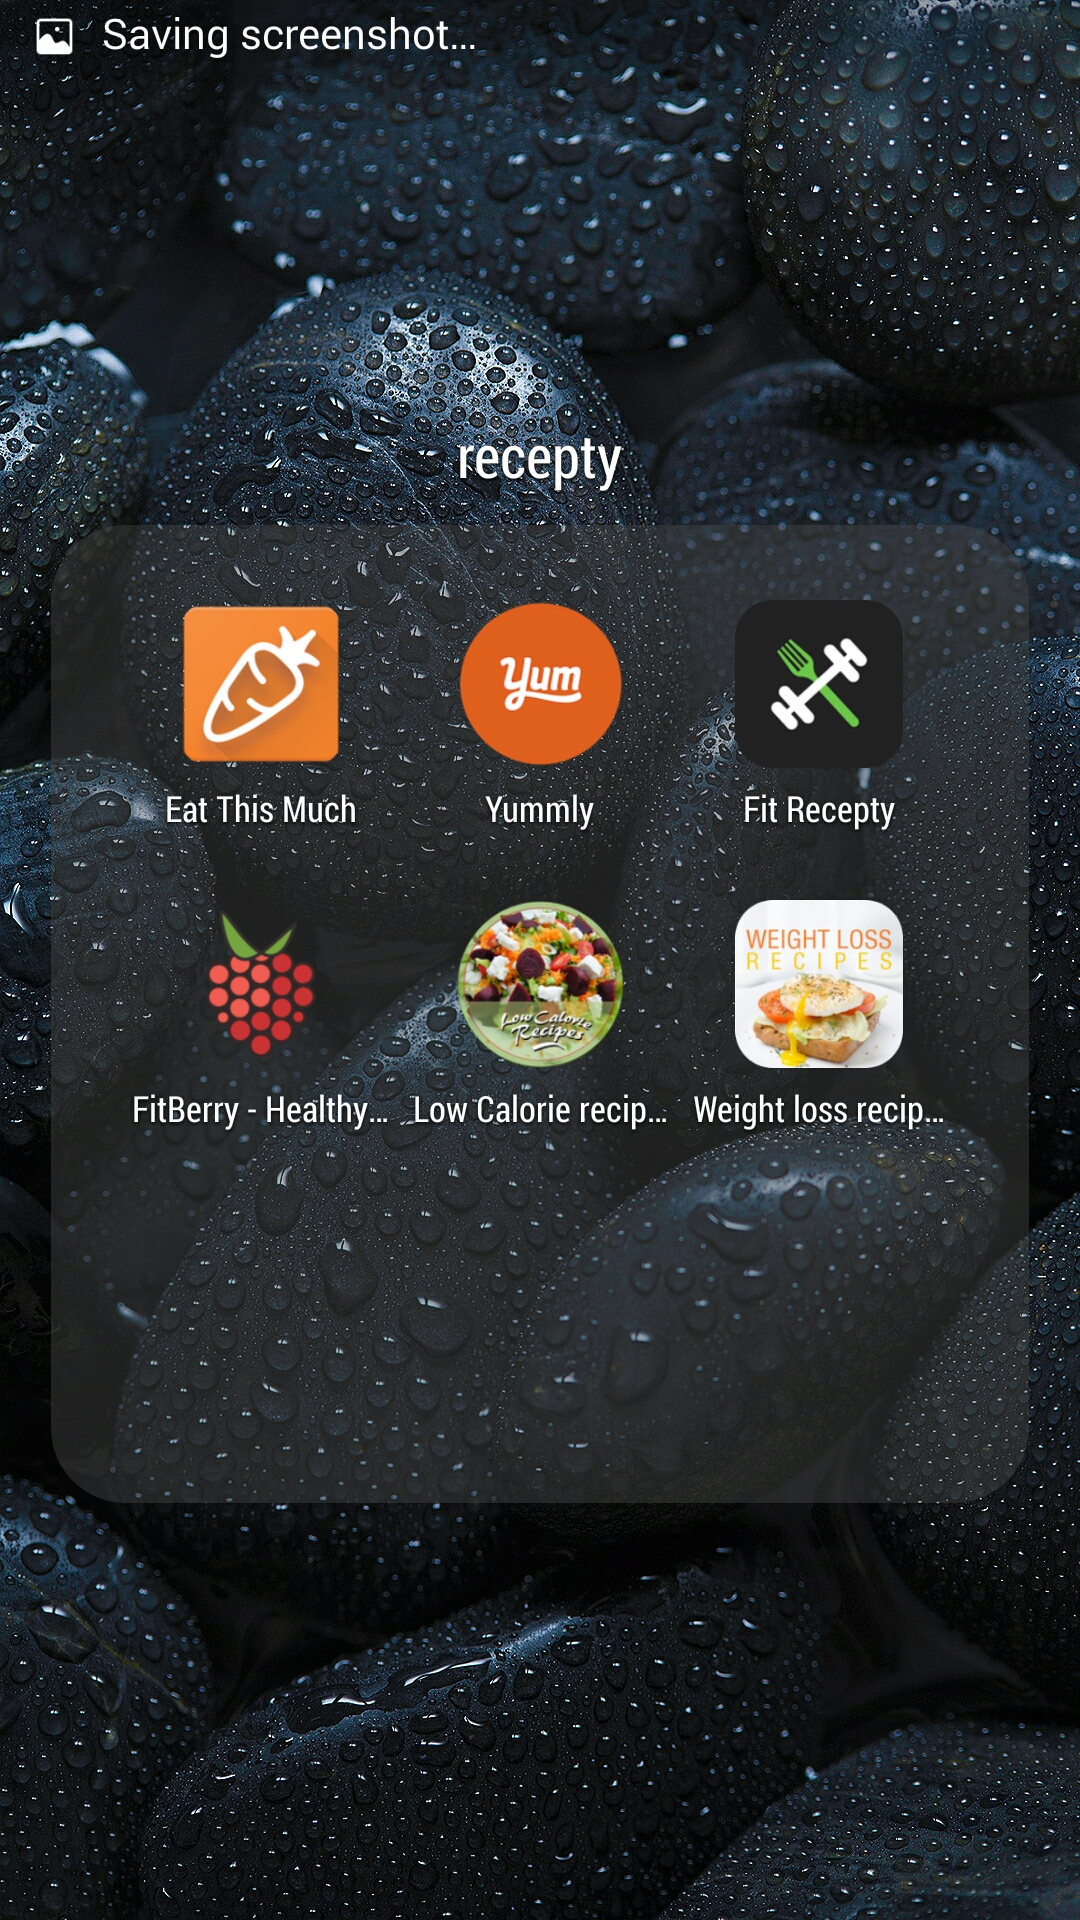 Saving screenshot...
recepty
Yum
Eat This Much
Yummly
Fit Recepty
WEIGHT LOSS
RECIPES
Low Calorie
Recipes
FitBerry - Healthy...
Low Calorie recip...
Weight loss recip...